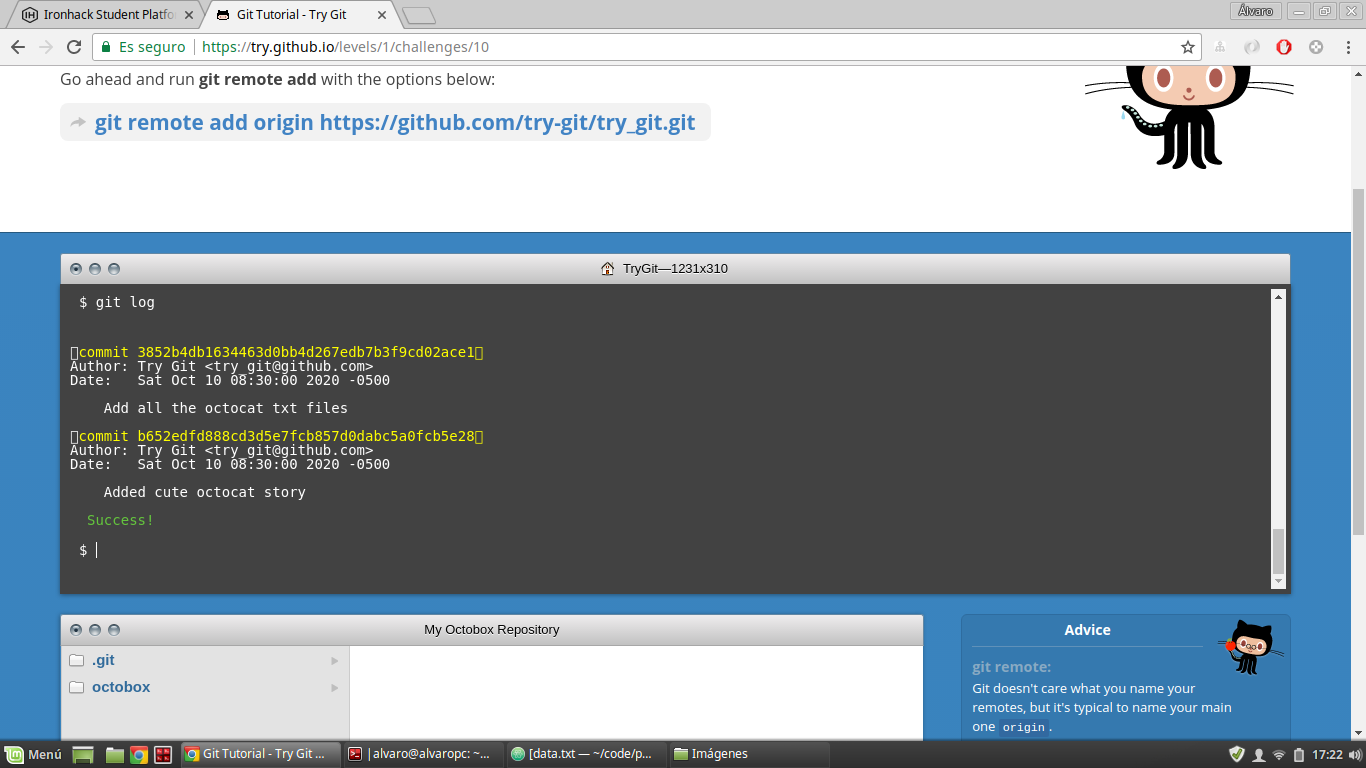 Ironhack Student Platfo
Git Tutorial - Try Git
Álvaro
Es seguro
https://try.github.io/levels/1/challenges/10
Go ahead and run git remote add with the options below:
git remote add origin https://github.com/try-git/try_git.git
TryGit—1231x310
$ git log
commit 3852b4db1634463d0bb4d267edb7b3f9cd02ace1
Author: Try Git <try_git@github.com>
Date:   Sat Oct 10 08:30:00 2020 -0500
Add all the octocat txt files
commit b652edfd888cd3d5e7fcb857d0dabc5a0fcb5e28
Author: Try Git <try_git@github.com>
Date:   Sat Oct 10 08:30:00 2020 -0500
Added cute octocat story
Success!
$
My Octobox Repository
.git
octobox
Advice
git remote:
Git doesn't care what you name your
remotes, but it's typical to name your main
one origin.
Menú
Git Tutorial - Try Git ...
|alvaro@alvaropc: ~...
[data.txt — ~/code/p...
Imágenes
17:22